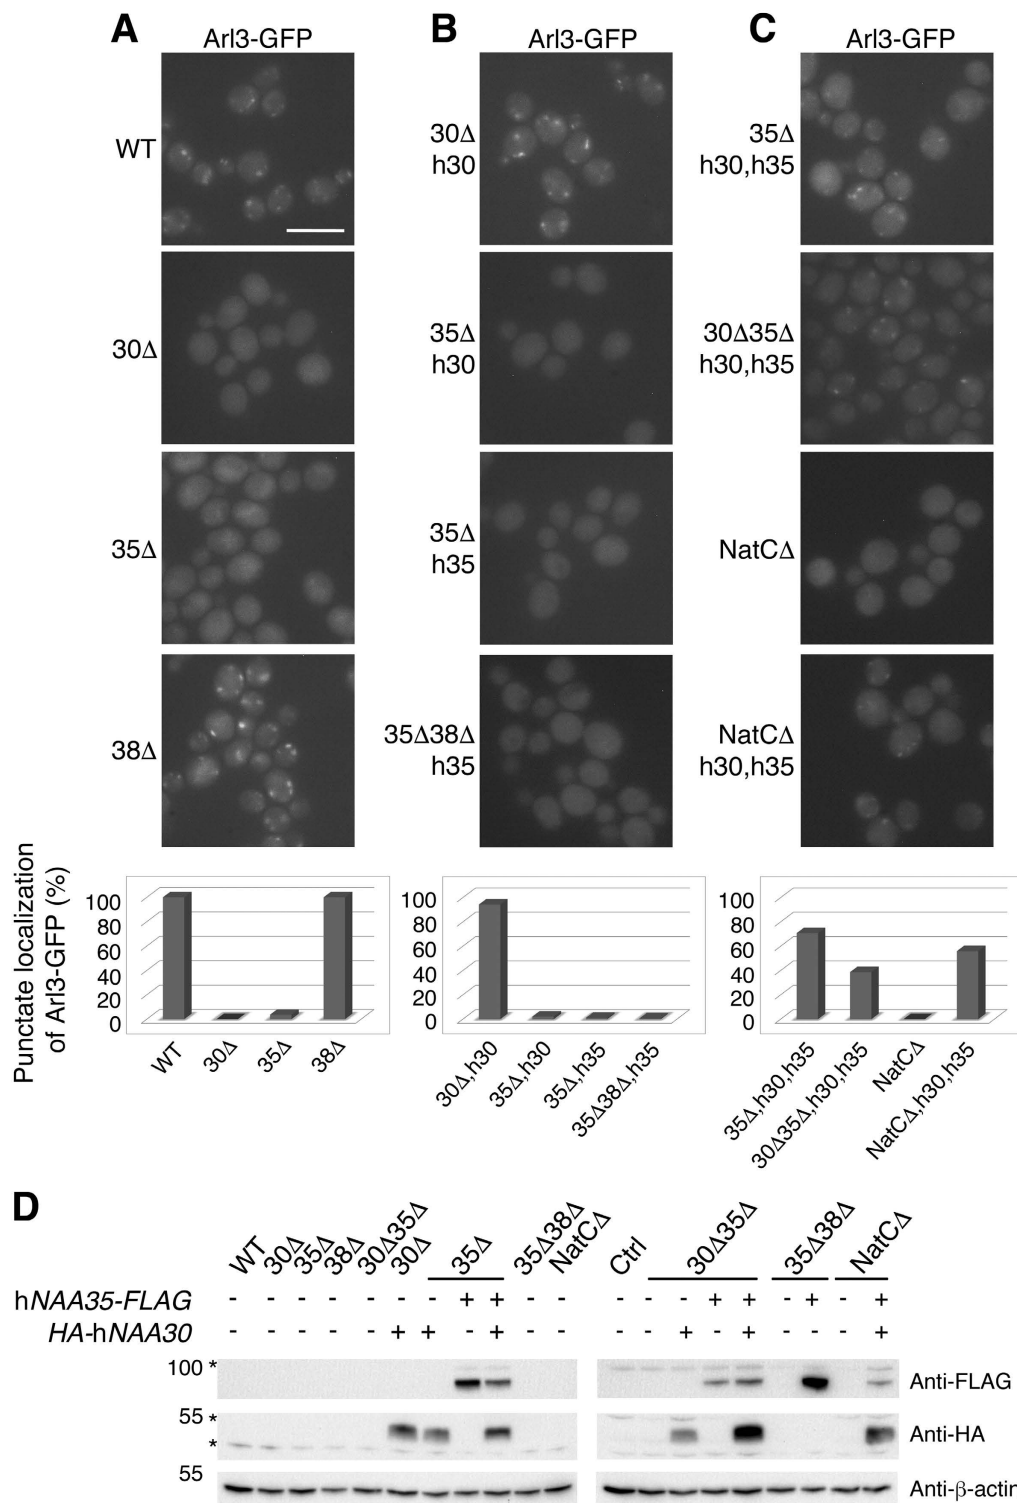 A B C
Arl3-GFP Arl3-GFP Arl3-GFP
WT
30Δ
35Δ
38Δ
30Δ
h30
35Δ
h30
35Δ
h35
35Δ38Δ
h35
35Δ
h30,h35
30Δ35Δ
h30,h35
NatCΔ
NatCΔ
h30,h35
Punctate localization
of Arl3-GFP (%)
100
80
60
40
20
0
WT 30Δ 35Δ 38Δ
100
80
60
40
20
0
30Δ,h30 35Δ,h30 35Δ,h35 35Δ38Δ,h35
100
80
60
40
20
0
35Δ,h30,h35 30Δ35Δ,h30,h35 NatCΔ NatCΔ,h30,h35
D
WT 30Δ 35Δ 38Δ 30Δ35Δ 30Δ 35Δ 35Δ38Δ NatCΔ Ctrl 30Δ35Δ 35Δ38Δ NatCΔ
hNAA35-FLAG - - - - - - - + + - - - - - + + - + - +
HA-hNAA30 - - - - - + + - + - - - - + - + - - - +
100 * Anti-FLAG
55 * Anti-HA
*
55 Anti-β-actin